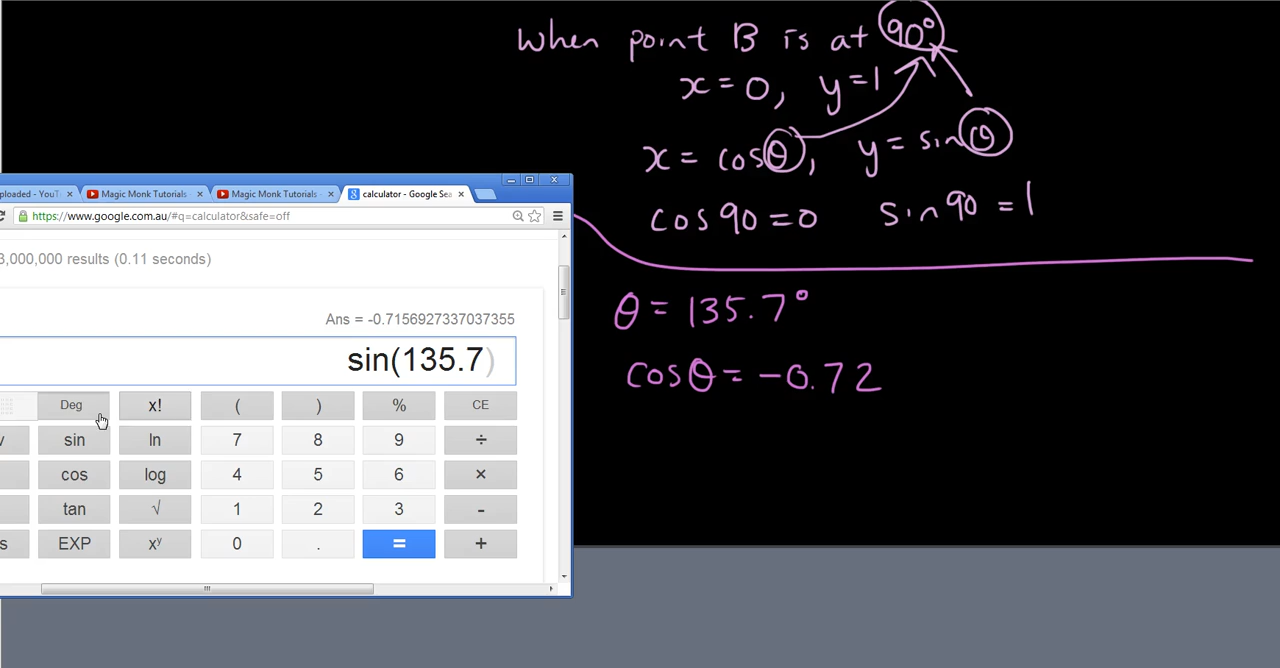 When point B is at 90°
x = 0, y = 1
x = cosθ, y = sinθ
cos 90 = 0 sin 90 = 1
θ = 135.7°
cosθ = -0.72
ploaded - YouT
Magic Monk Tutorials
Magic Monk Tutorials -
calculator - Google Sea
https://www.google.com.au/#q=calculator&safe=off
3,000,000 results (0.11 seconds)
Ans = -0.7156927337037355
sin(135.7)
Deg x! ( ) % CE
v sin ln 7 8 9 ÷
cos log 4 5 6 ×
tan √ 1 2 3 -
s EXP xʸ 0 . = +